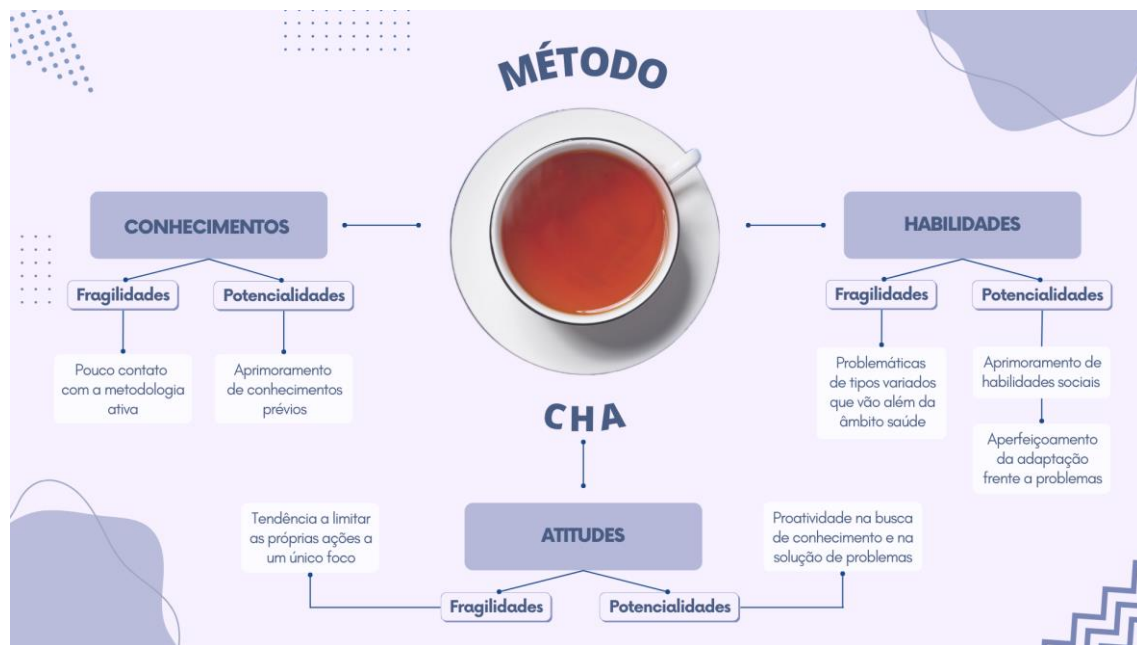 MÉTODO
CHA
CONHECIMENTOS
Fragilidades
Pouco contato
com a metodologia
ativa
Potencialidades
Aprimoramento
de conhecimentos
prévios
HABILIDADES
Fragilidades
Problemáticas
de tipos variados
que vão além da
âmbito saúde
Potencialidades
Aprimoramento de
habilidades sociais
Aperfeiçoamento
da adaptação
frente a problemas
ATITUDES
Fragilidades
Tendência a limitar
as próprias ações a
um único foco
Potencialidades
Proatividade na busca
de conhecimento e na
solução de problemas